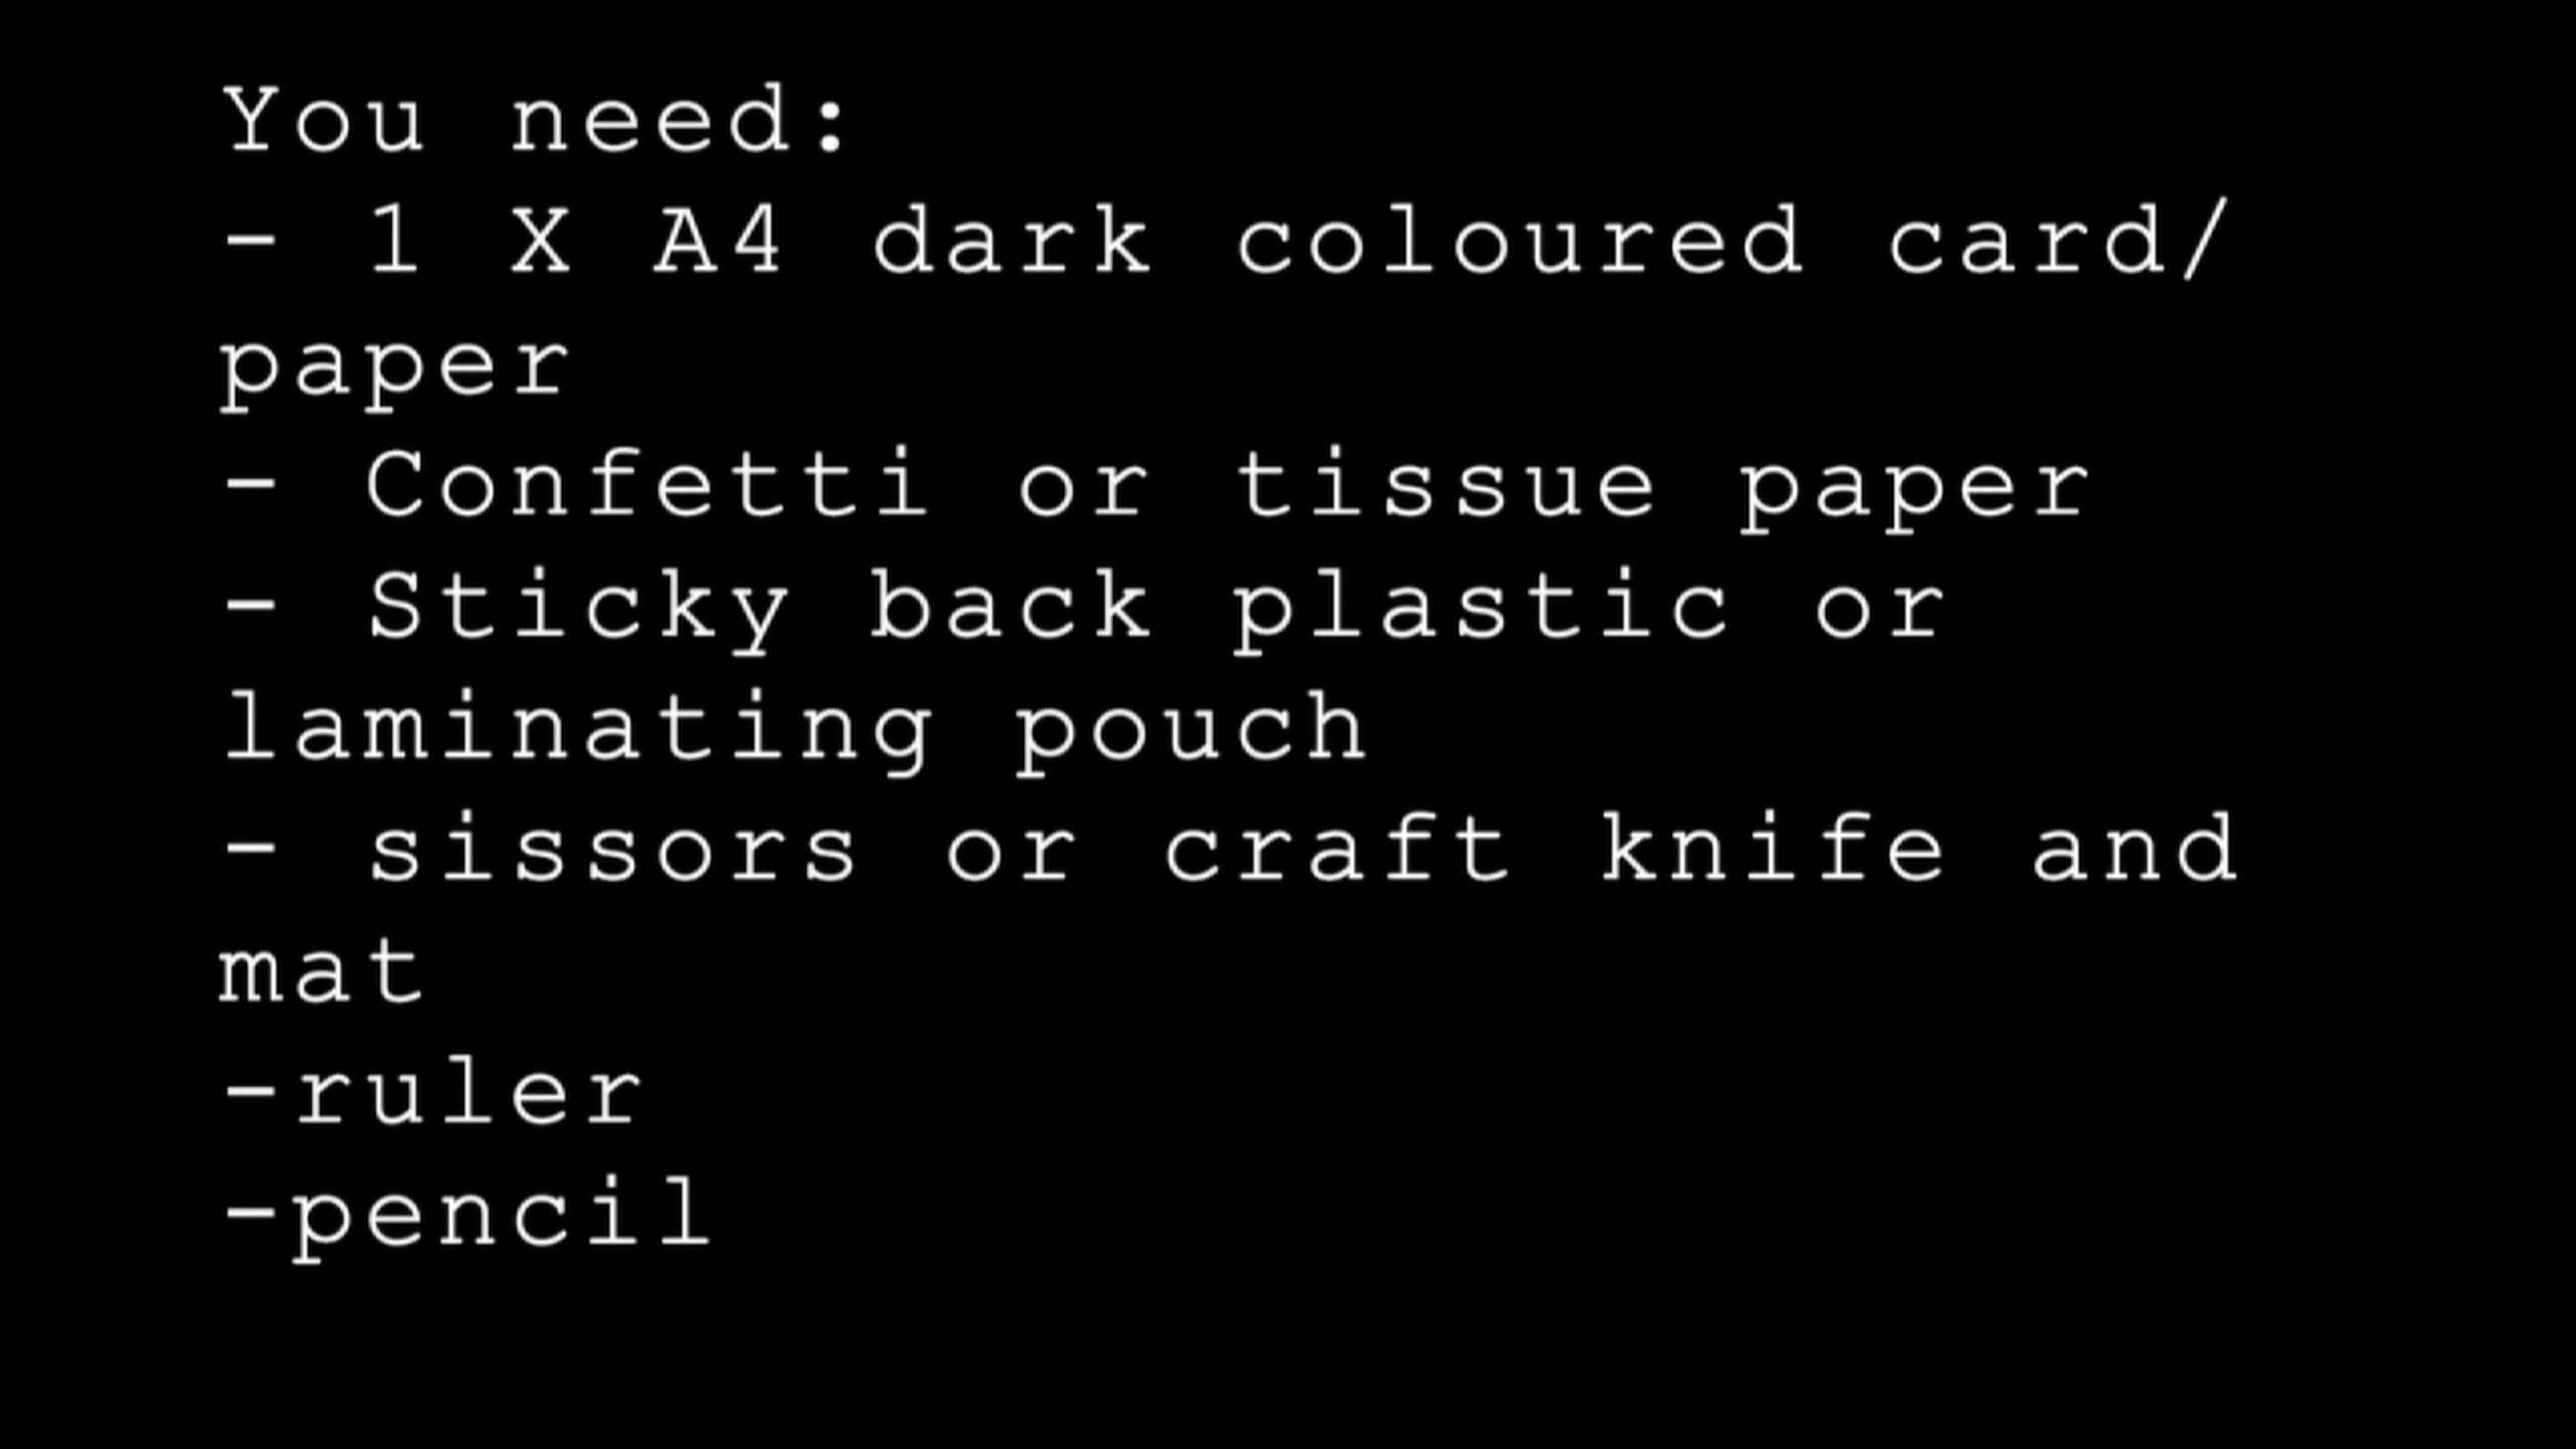 You need:
- 1 X A4 dark coloured card/
paper
- Confetti or tissue paper
- Sticky back plastic or
laminating pouch
- sissors or craft knife and
mat
-ruler
-pencil